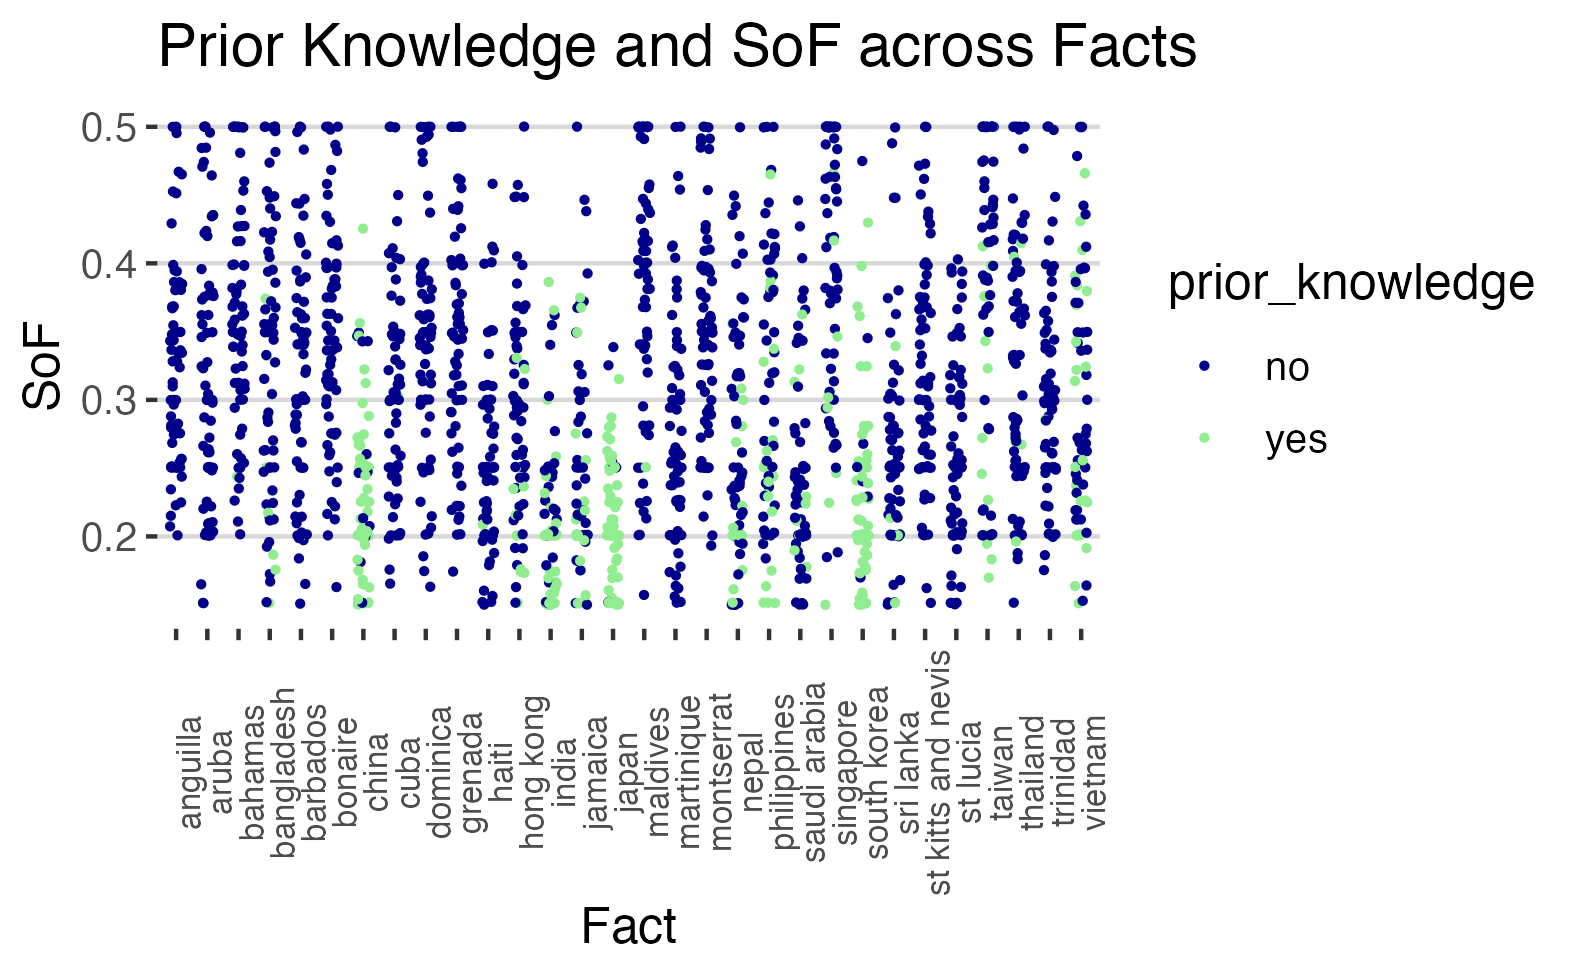 Prior Knowledge and SoF across Facts
SoF
0.5
0.4
0.3
0.2
anguilla
aruba
bahamas
bangladesh
barbados
bonaire
china
cuba
dominica
grenada
haiti
hong kong
india
jamaica
japan
maldives
martinique
montserrat
nepal
philippines
saudi arabia
singapore
south korea
sri lanka
st kitts and nevis
st lucia
taiwan
thailand
trinidad
vietnam
Fact
prior_knowledge
no
yes